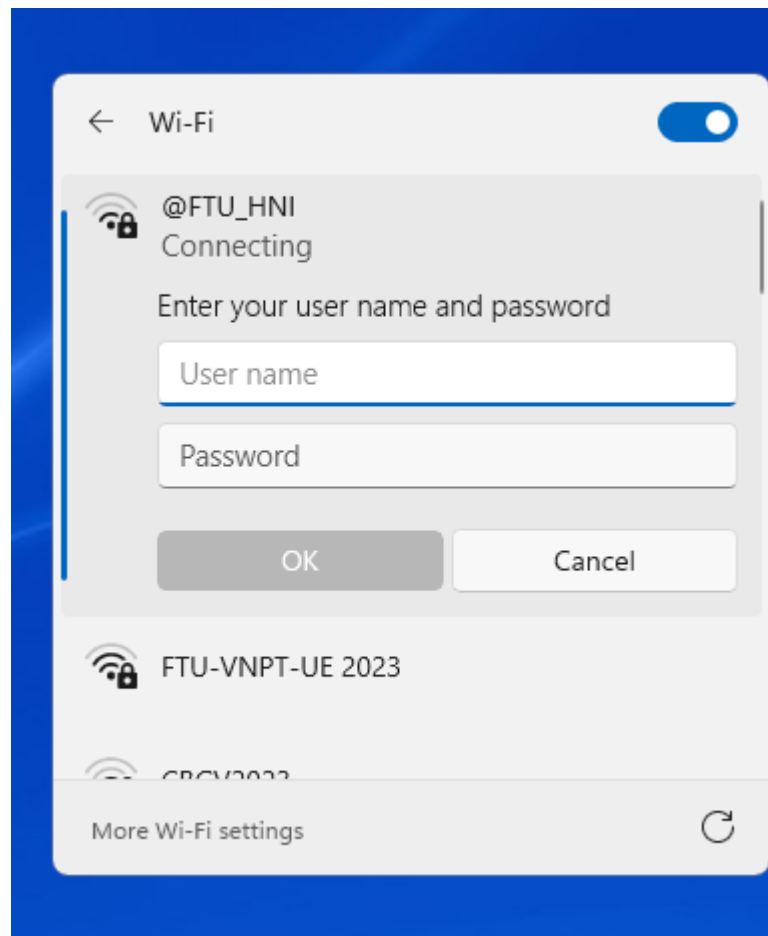 Wi-Fi
@FTU_HNI
Connecting
Enter your user name and password
User name
Password
OK
Cancel
FTU-VNPT-UE 2023
More Wi-Fi settings